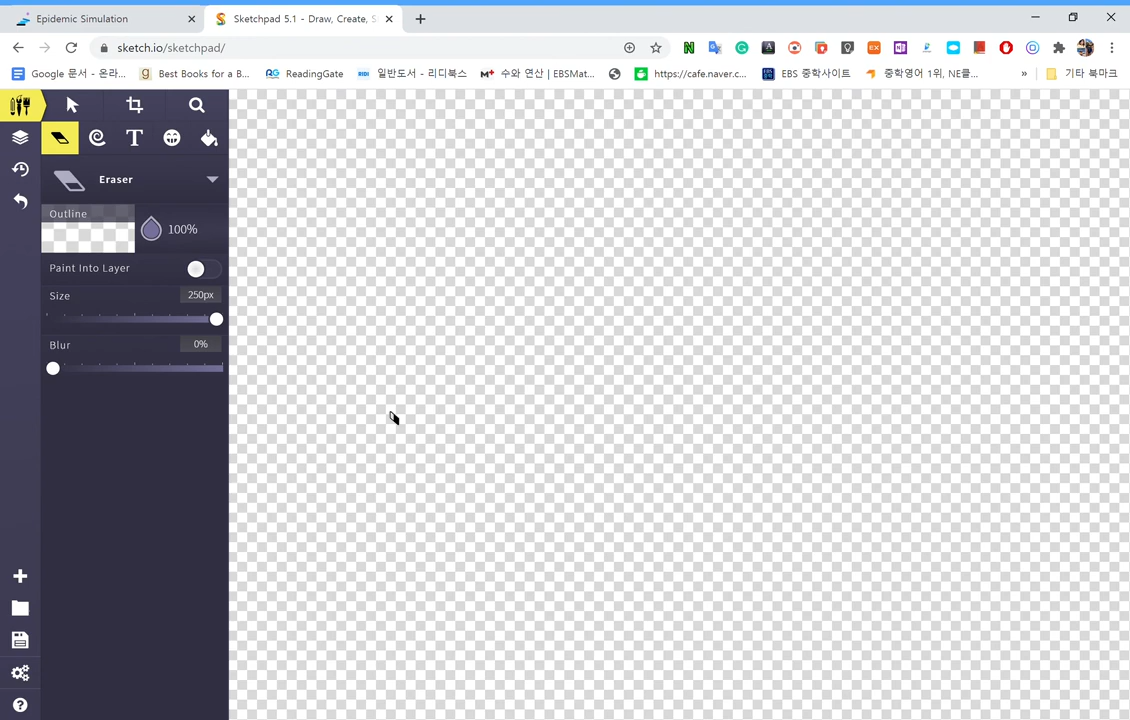 Epidemic Simulation
Sketchpad 5.1 - Draw, Create, S
sketch.io/sketchpad/
Google 문서 - 온라...
Best Books for a B...
RG ReadingGate
RIDI 일반도서 - 리디북스
M+ 수와 연산 | EBSMat...
https://cafe.naver.c...
EBS 중학사이트
중학영어 1위, NE클...
»
기타 북마크
T
Eraser
Outline
100%
Paint Into Layer
Size
250px
Blur
0%